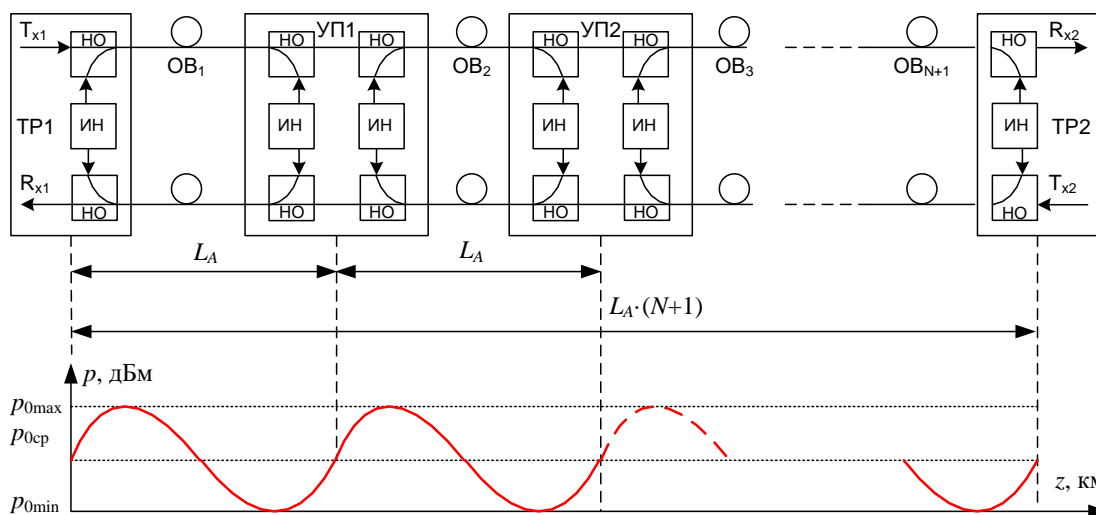 Tx1 НО НО УП1 НО НО УП2 НО НО Rx2
ОВ1 ОВ2 ОВ3 ОВN+1
ТР1 ИН ИН ИН ИН ИН ИН ТР2
Rx1 НО НО НО НО НО НО Tx2
LA LA
LA·(N+1)
p, дБм
p0max
p0ср
p0min
z, км